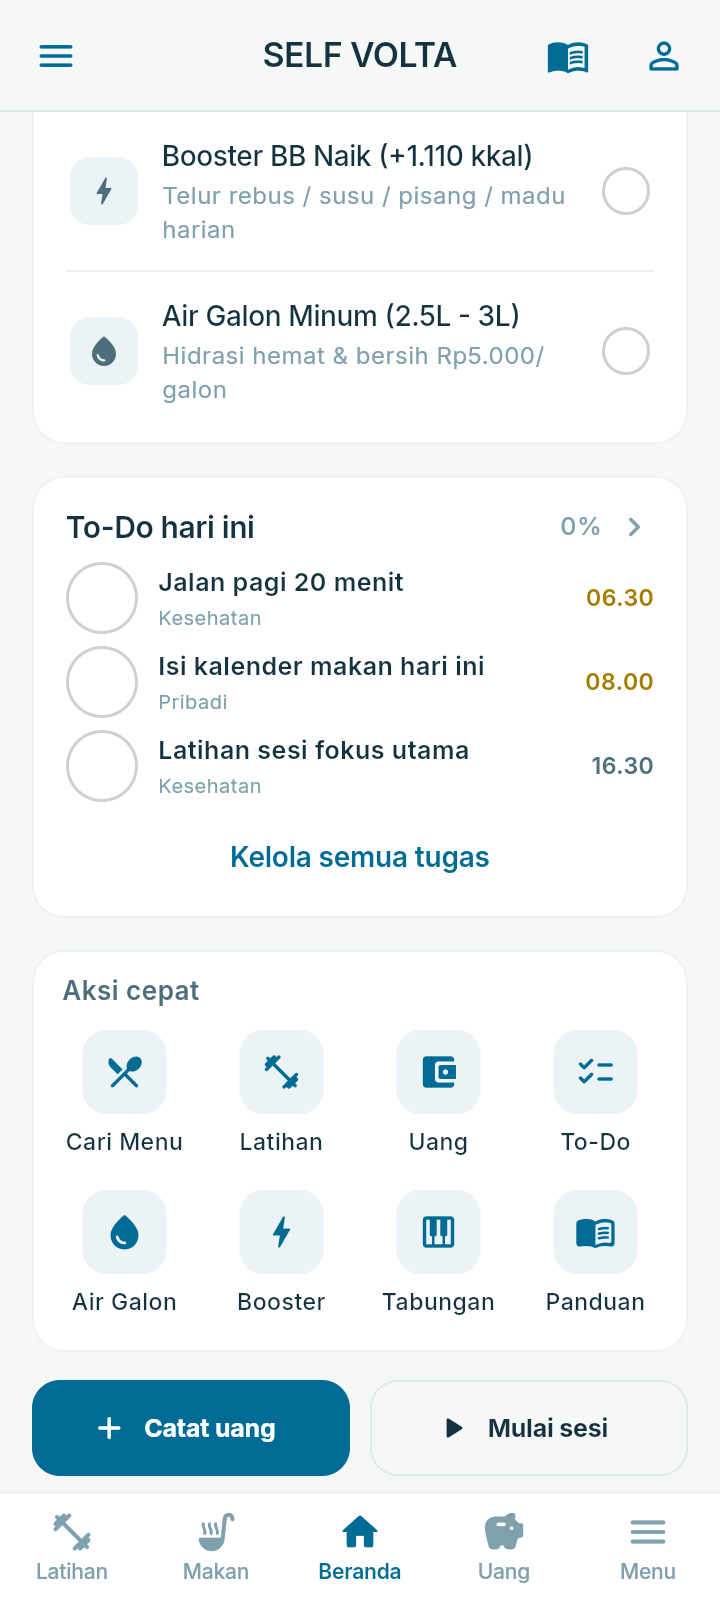 SELF VOLTA
Booster BB Naik (+1.110 kkal)
Telur rebus / susu / pisang / madu
harian
Air Galon Minum (2.5L - 3L)
Hidrasi hemat & bersih Rp5.000/
galon
To-Do hari ini
0%
Jalan pagi 20 menit
06.30
Kesehatan
Isi kalender makan hari ini
08.00
Pribadi
Latihan sesi fokus utama
16.30
Kesehatan
Kelola semua tugas
Aksi cepat
Cari Menu
Latihan
Uang
To-Do
Air Galon
Booster
Tabungan
Panduan
Catat uang
Mulai sesi
Latihan
Makan
Beranda
Uang
Menu